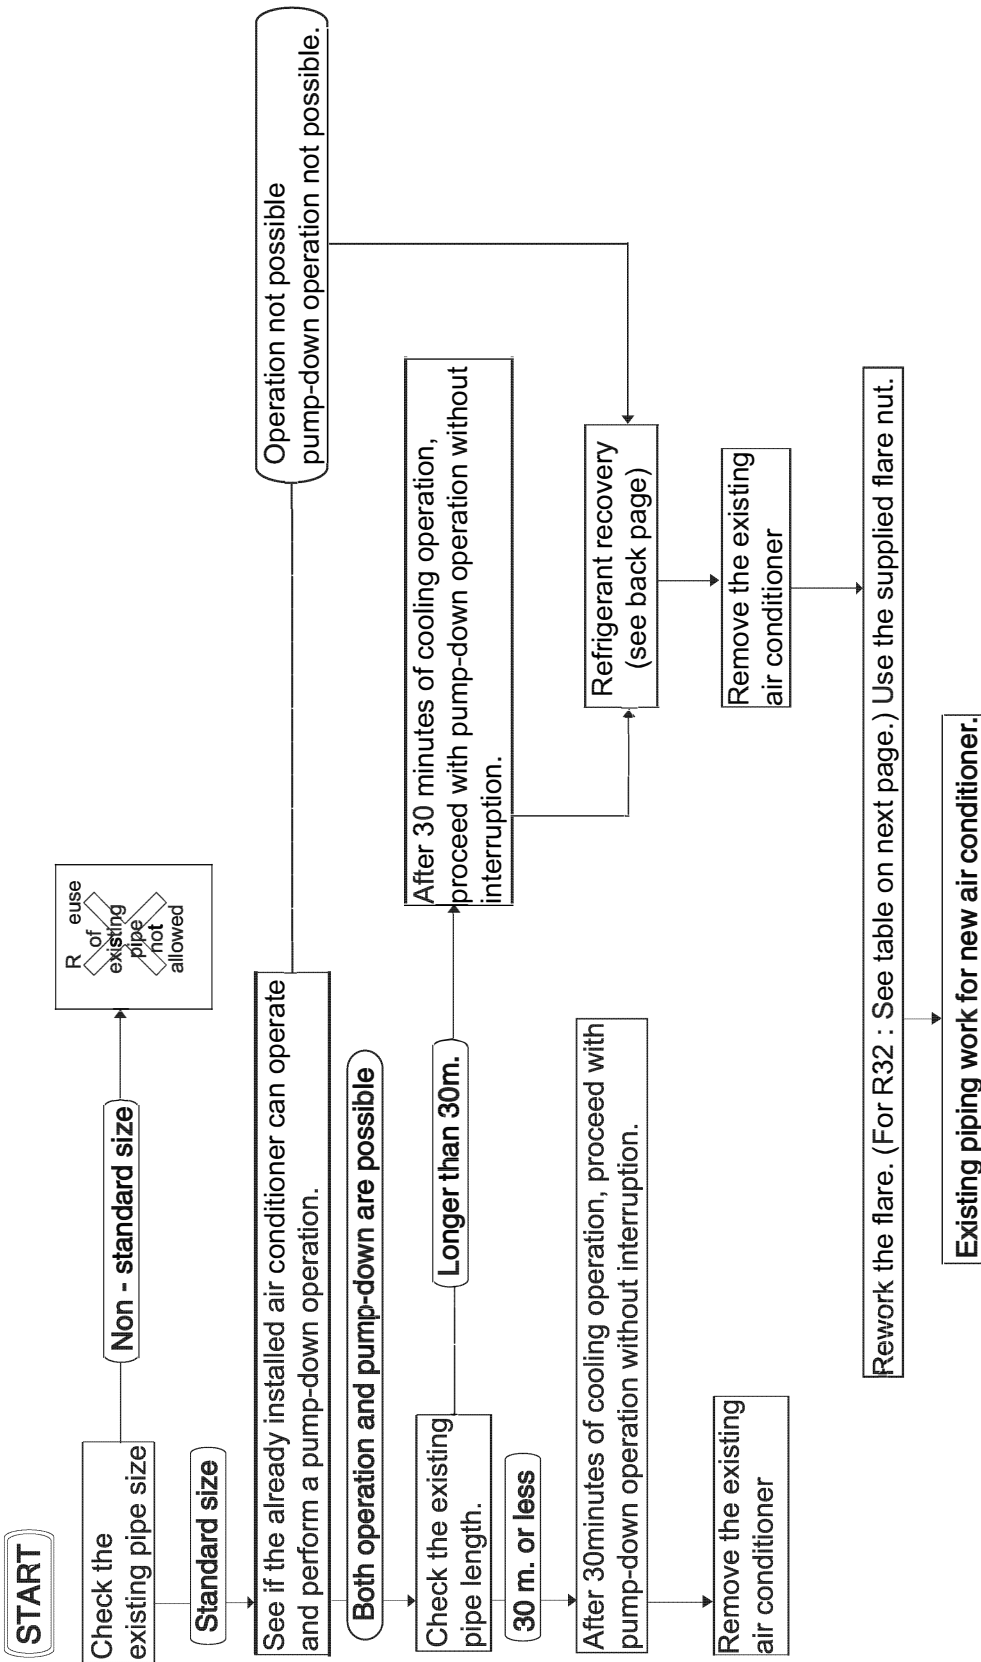 START
Check the
existing pipe size
Non - standard size
R euse
of
existing
pipe
not
allowed
Standard size
See if the already installed air conditioner can operate
and perform a pump-down operation.
Operation not possible
pump-down operation not possible.
Both operation and pump-down are possible
Check the existing
pipe length.
Longer than 30m.
After 30 minutes of cooling operation,
proceed with pump-down operation without
interruption.
30 m. or less
After 30minutes of cooling operation, proceed with
pump-down operation without interruption.
Refrigerant recovery
(see back page)
Remove the existing
air conditioner
Remove the existing
air conditioner
Rework the flare. (For R32 : See table on next page.) Use the supplied flare nut.
Existing piping work for new air conditioner.